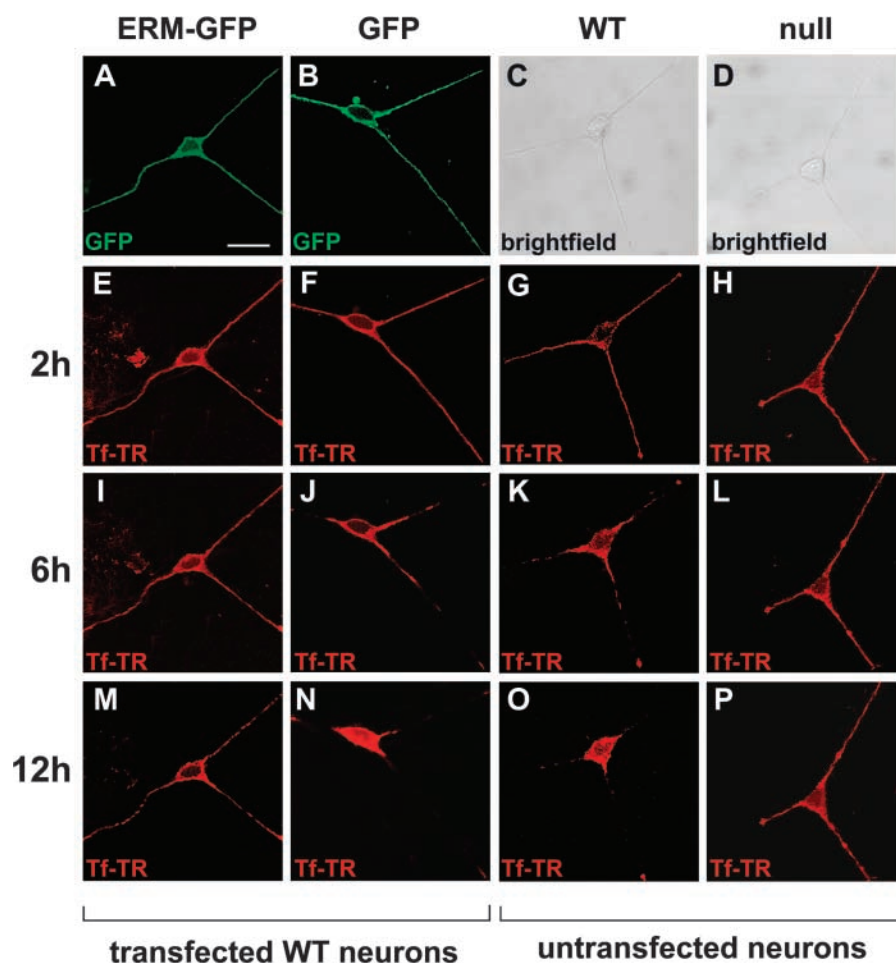 ERM-GFP GFP WT null
A B C D
GFP GFP brightfield brightfield
E F G H
2h
Tf-TR Tf-TR Tf-TR Tf-TR
I J K L
6h
Tf-TR Tf-TR Tf-TR Tf-TR
M N O P
12h
Tf-TR Tf-TR Tf-TR Tf-TR
transfected WT neurons untransfected neurons